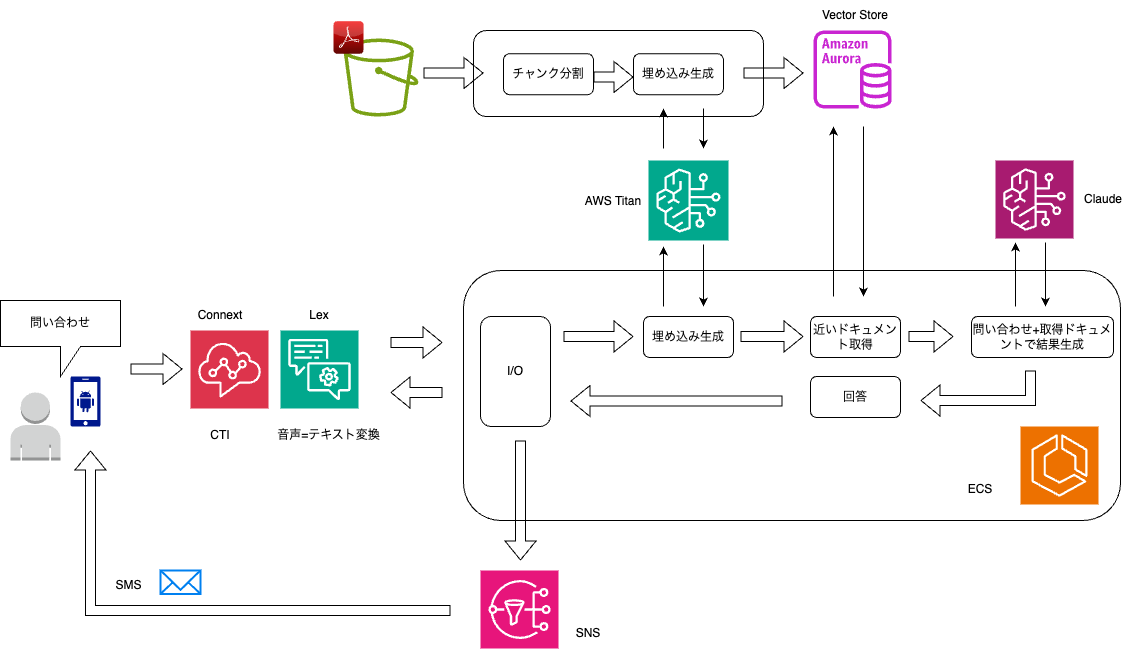 Vector Store
Amazon
Aurora
チャンク分割
埋め込み生成
AWS Titan
Claude
問い合わせ
Connext
Lex
I/O
埋め込み生成
近いドキュメン
ト取得
問い合わせ+取得ドキュメ
ントで結果生成
回答
CTI
音声=テキスト変換
ECS
SMS
SNS